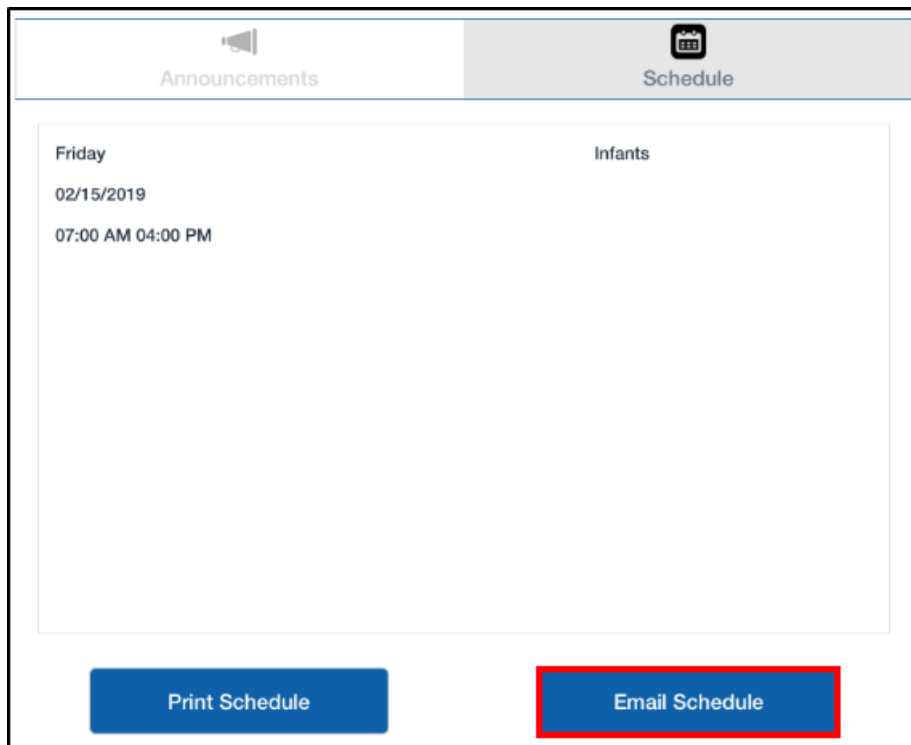 Announcements
Schedule
Friday
Infants
02/15/2019
07:00 AM 04:00 PM
Print Schedule
Email Schedule